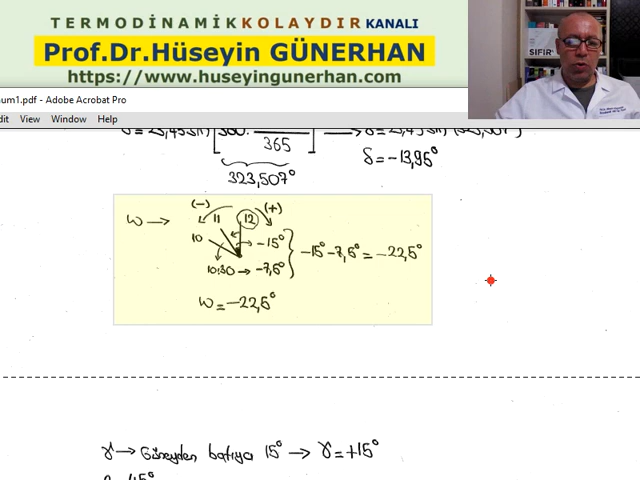 TERMODİNAMİKKOLAYDIR KANALI
Prof.Dr.Hüseyin GÜNERHAN
https://www.huseyingunerhan.com
num1.pdf - Adobe Acrobat Pro
dit View Window Help
365
323,507°
δ = -13,95°
(-) (+)
ω → 11 12
10 → -15°
10:30 → -7,5°
-15° - 7,5° = -22,5°
ω = -22,5°
γ → Güneyden batıya 15° → γ = +15°
SIFIR